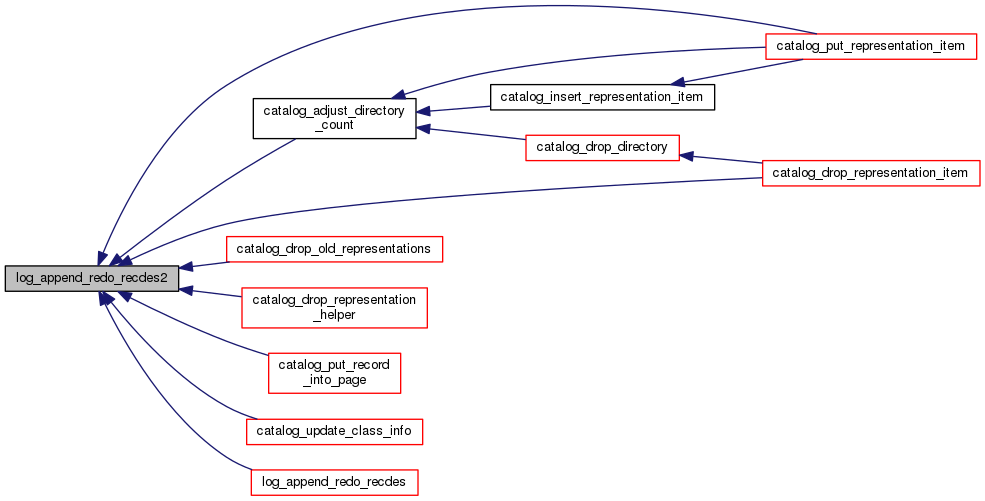 catalog_put_representation_item
catalog_insert_representation_item
catalog_adjust_directory
_count
catalog_drop_directory
catalog_drop_representation_item
catalog_drop_old_representations
log_append_redo_recdes2
catalog_drop_representation
_helper
catalog_put_record
_into_page
catalog_update_class_info
log_append_redo_recdes